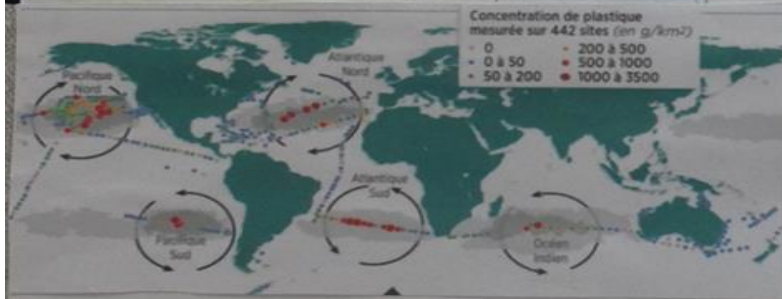 Concentration de plastique
mesurée sur 442 sites (en g/km²)
0
200 à 500
0 à 50
500 à 1000
50 à 200
1000 à 3500
Pacifique
Nord
Atlantique
Nord
Atlantique
Sud
Pacifique
Sud
Océan
Indien